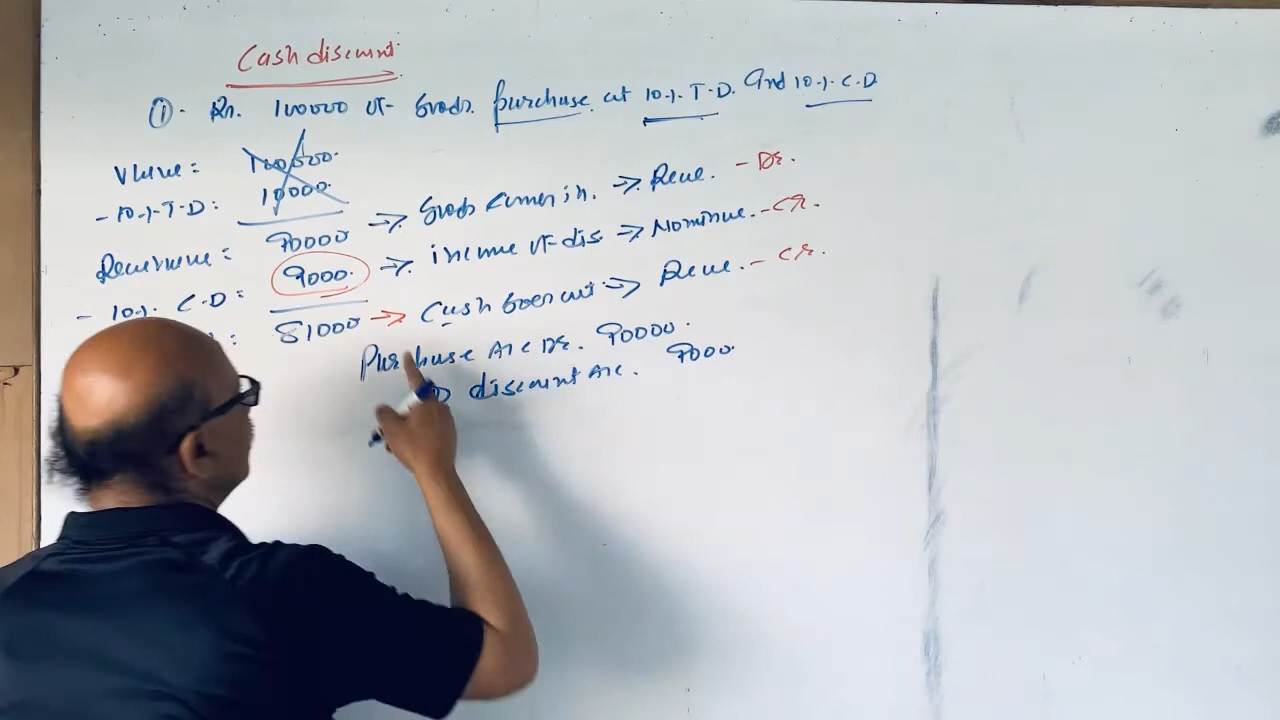 Cash discount
① Rs. 100000 of Goods purchase at 10% T.D. and 10% C.D
Value : 100000
- 10% T-D : 10000
90000 → Goods comes in. → Real. - Dr.
- 10% C-D : 9000 → income of dis → Nominal. - Cr.
: 81000 → Cash goes out → Real. - Cr.
Purchase A/c Dr. 90000
To discount A/c. 9000